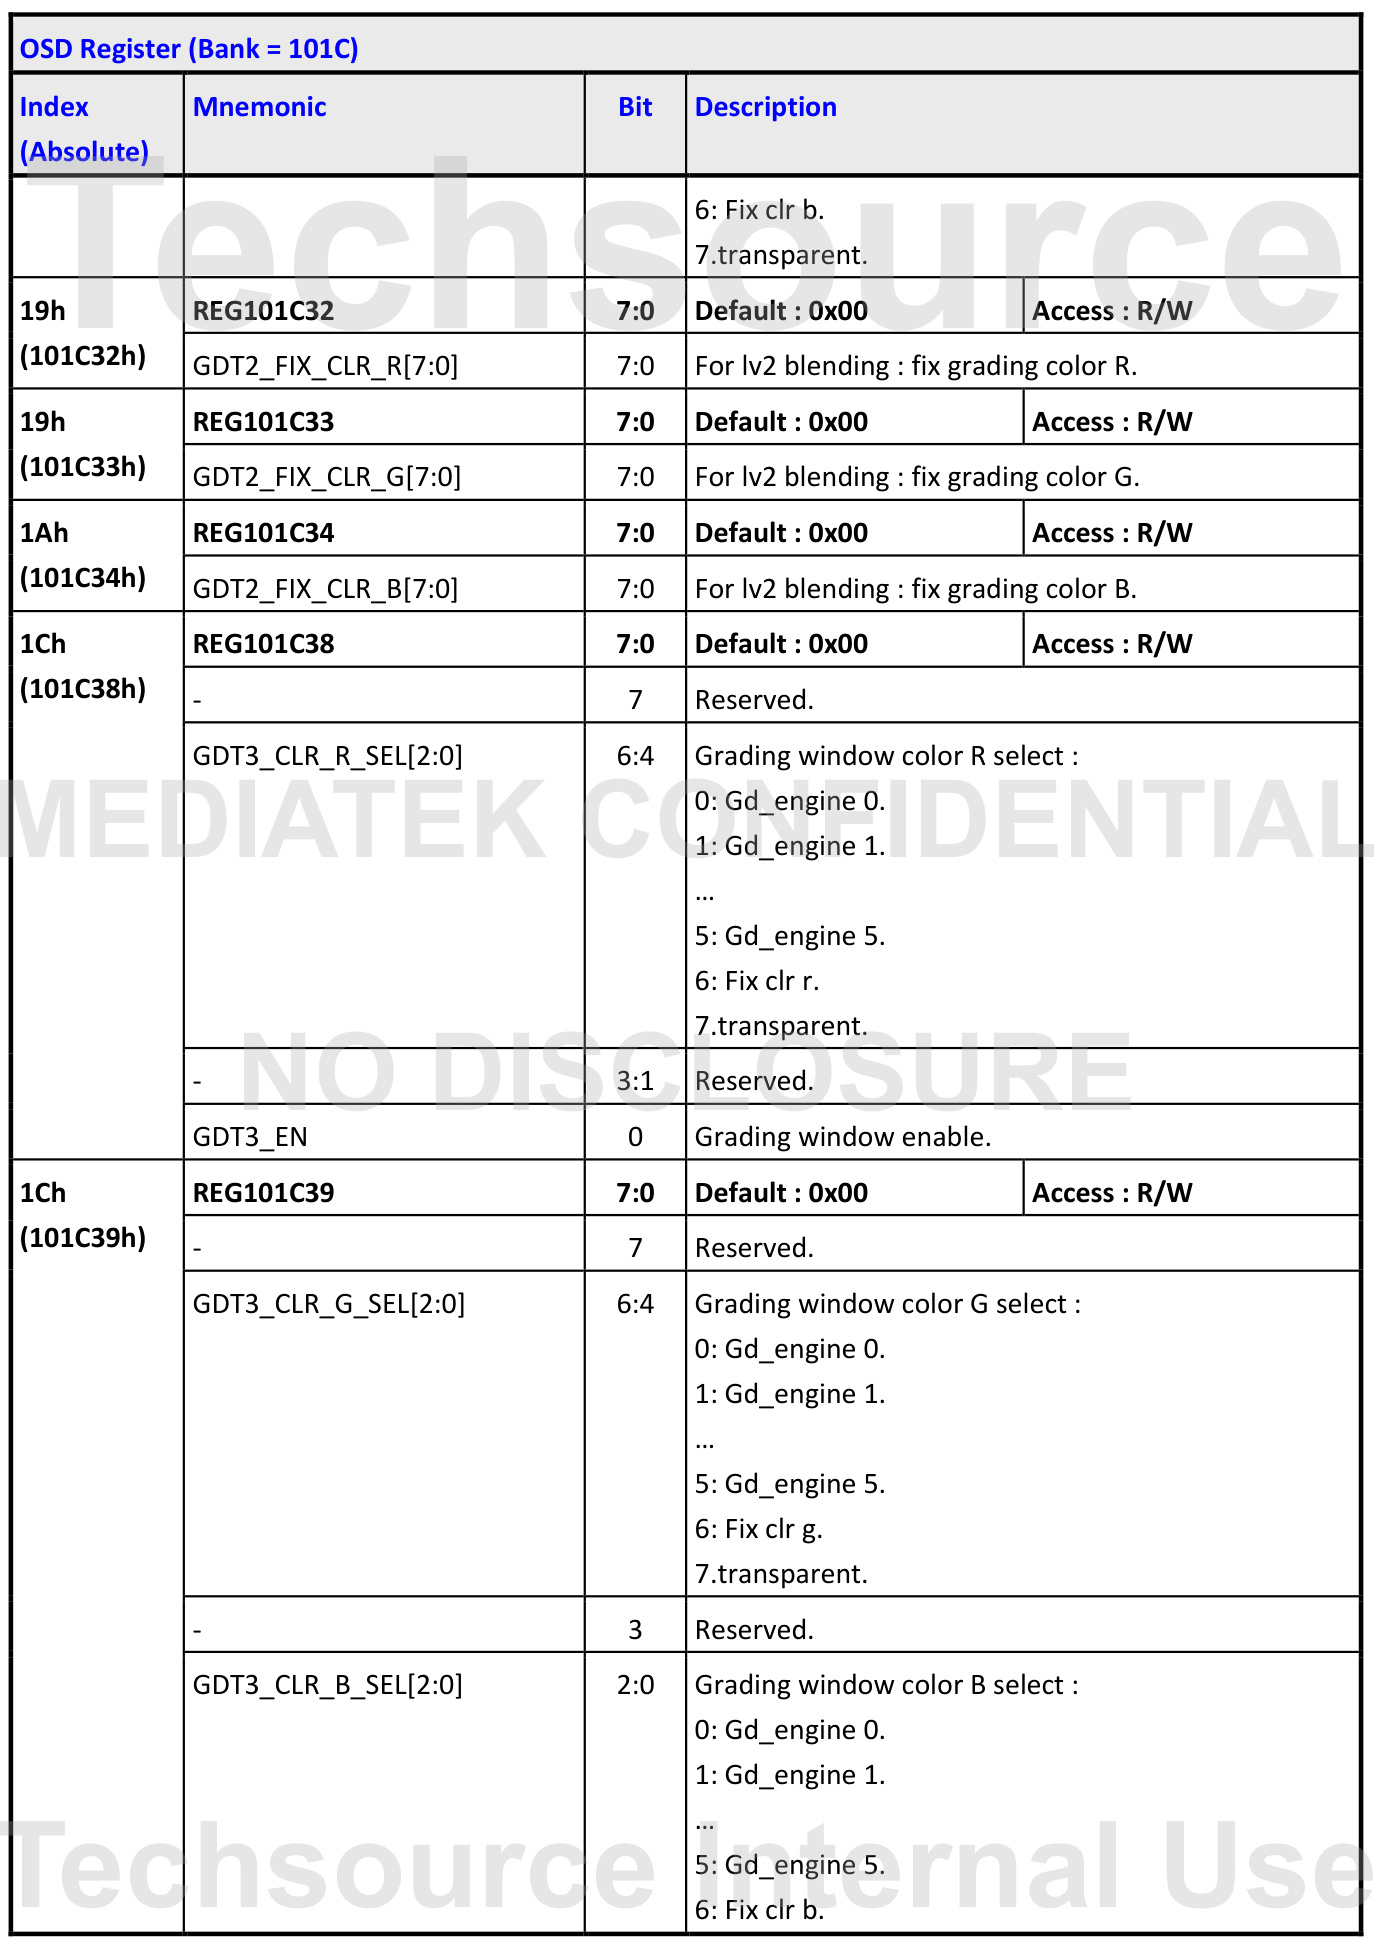 OSD Register (Bank = 101C)
Index (Absolute) Mnemonic Bit Description
6: Fix clr b.
7.transparent.
19h (101C32h) REG101C32 7:0 Default : 0x00 Access : R/W
GDT2_FIX_CLR_R[7:0] 7:0 For lv2 blending : fix grading color R.
19h (101C33h) REG101C33 7:0 Default : 0x00 Access : R/W
GDT2_FIX_CLR_G[7:0] 7:0 For lv2 blending : fix grading color G.
1Ah (101C34h) REG101C34 7:0 Default : 0x00 Access : R/W
GDT2_FIX_CLR_B[7:0] 7:0 For lv2 blending : fix grading color B.
1Ch (101C38h) REG101C38 7:0 Default : 0x00 Access : R/W
- 7 Reserved.
GDT3_CLR_R_SEL[2:0] 6:4 Grading window color R select :
0: Gd_engine 0.
1: Gd_engine 1.
…
5: Gd_engine 5.
6: Fix clr r.
7.transparent.
- 3:1 Reserved.
GDT3_EN 0 Grading window enable.
1Ch (101C39h) REG101C39 7:0 Default : 0x00 Access : R/W
- 7 Reserved.
GDT3_CLR_G_SEL[2:0] 6:4 Grading window color G select :
0: Gd_engine 0.
1: Gd_engine 1.
…
5: Gd_engine 5.
6: Fix clr g.
7.transparent.
- 3 Reserved.
GDT3_CLR_B_SEL[2:0] 2:0 Grading window color B select :
0: Gd_engine 0.
1: Gd_engine 1.
…
5: Gd_engine 5.
6: Fix clr b.
Techsource
MEDIATEK CONFIDENTIAL
NO DISCLOSURE
Techsource Internal Use